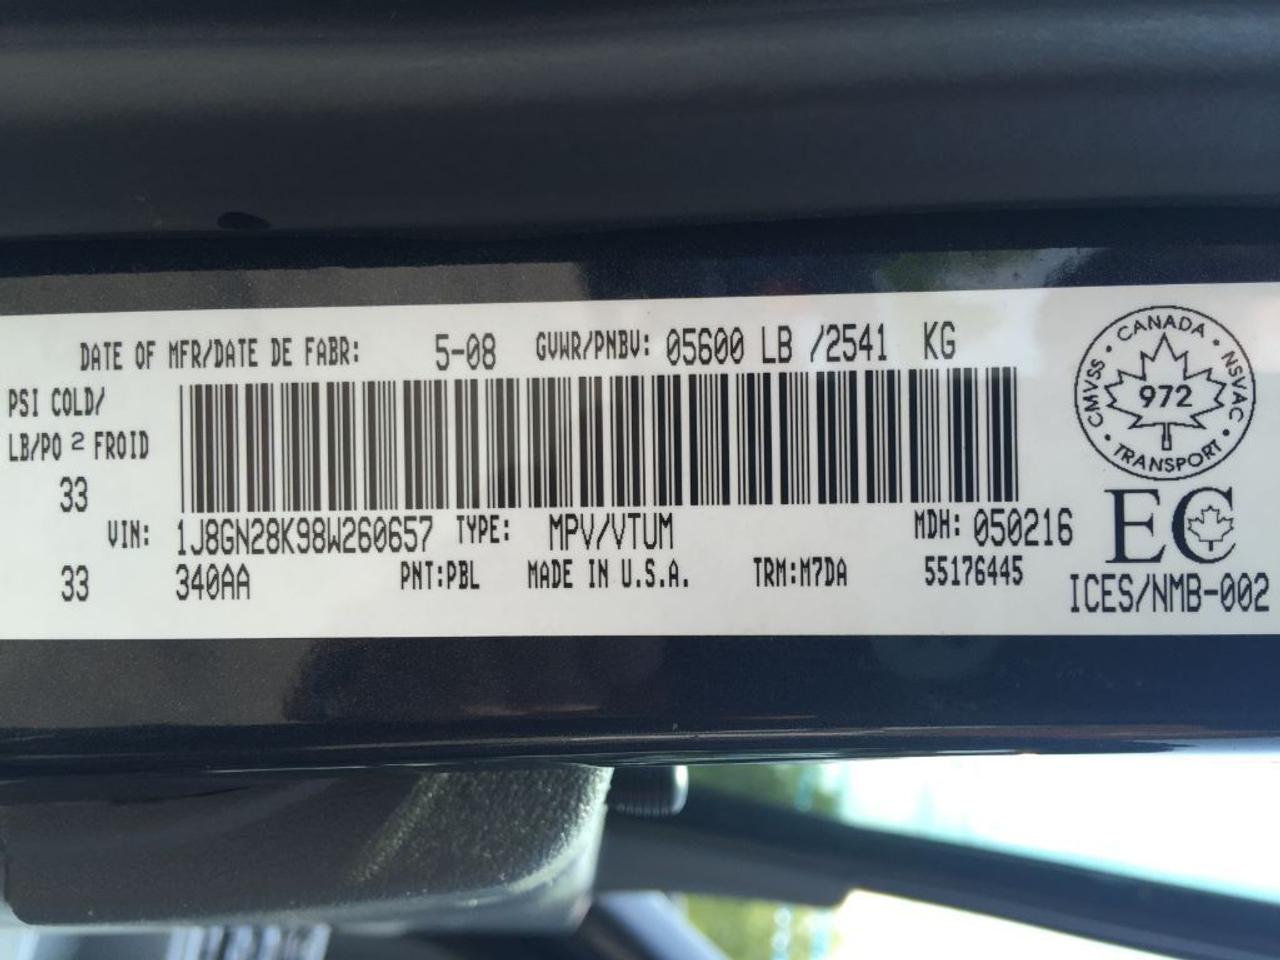 DATE OF MFR/DATE DE FABR: 5-08 GVWR/PNBV: 05600 LB /2541 KG
PSI COLD/
LB/PO 2 FROID
33
VIN: 1J8GN28K98W260657 TYPE: MPV/VTUM MDH: 050216
33 340AA PNT:PBL MADE IN U.S.A. TRM:M7DA 55176445
CANADA
CMVSS 972 NSVAC
TRANSPORT
EC
ICES/NMB-002